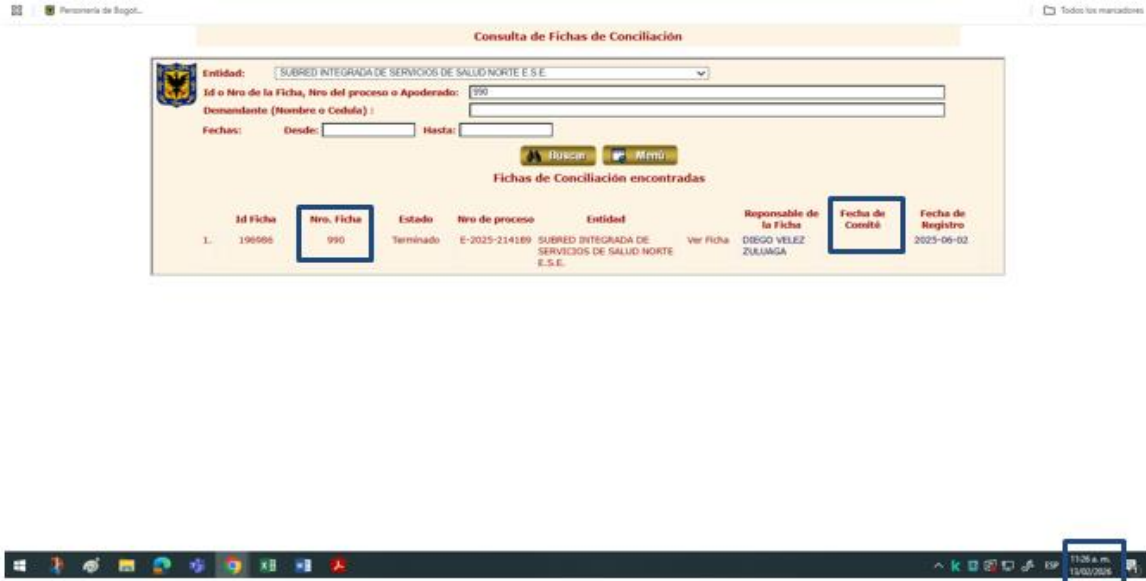 Personería de Bogot...
Todos los marcadores
Consulta de Fichas de Conciliación
Entidad: SUBRED INTEGRADA DE SERVICIOS DE SALUD NORTE E.S.E.
Id o Nro de la Ficha, Nro del proceso o Apoderado: 990
Demandante (Nombre o Cedula) :
Fechas: Desde: Hasta:
Buscar Menú
Fichas de Conciliación encontradas
Id Ficha Nro. Ficha Estado Nro de proceso Entidad Reponsable de la Ficha Fecha de Comité Fecha de Registro
1. 196986 990 Terminado E-2025-214189 SUBRED INTEGRADA DE SERVICIOS DE SALUD NORTE E.S.E. Ver Ficha DIEGO VELEZ ZULUAGA 2025-06-02
ESP
11:26 a. m.
13/02/2026